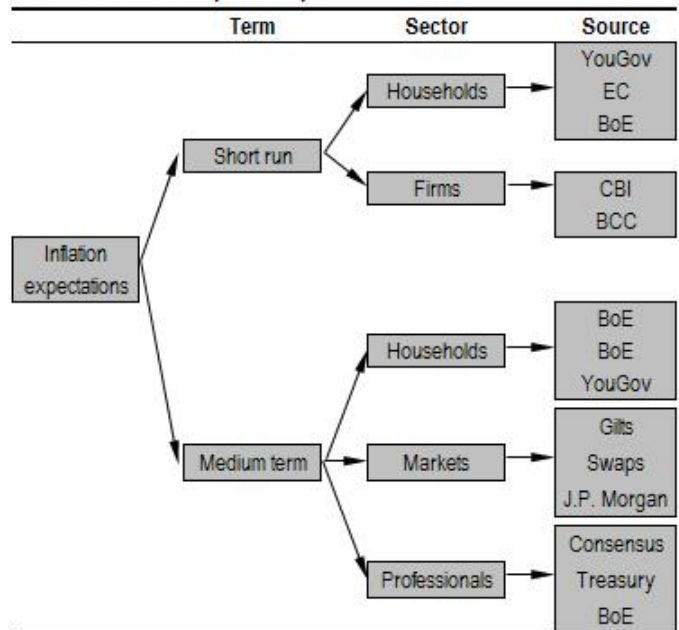 Term Sector Source
YouGov
Households EC
BoE
Short run
Firms CBI
BCC
Inflation
expectations
BoE
Households BoE
YouGov
Gilts
Medium term Markets Swaps
J.P. Morgan
Consensus
Professionals Treasury
BoE